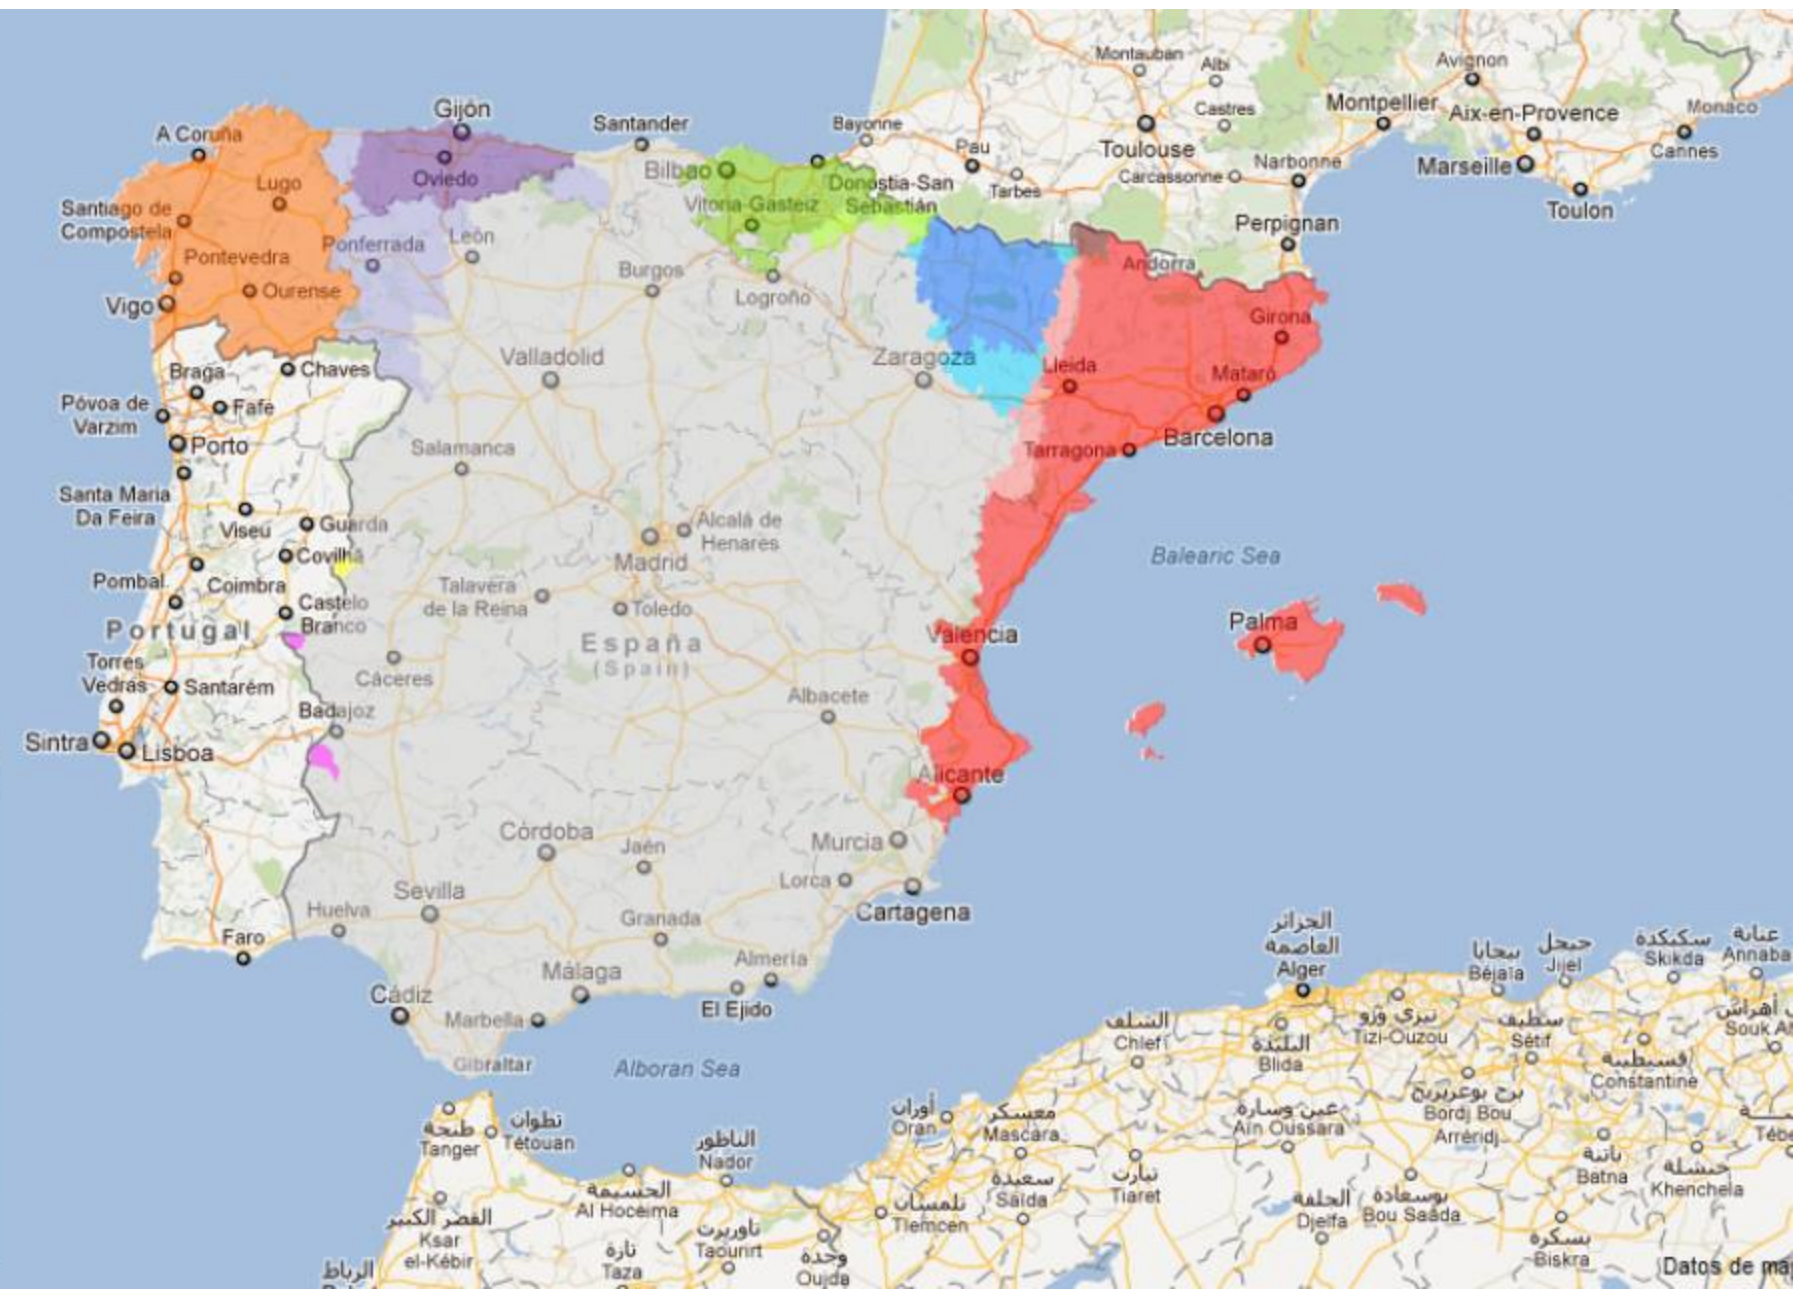 Montauban
Albi
Avignon
Castres
Montpellier
Aix-en-Provence
Monaco
Gijón
A Coruña
Santander
Bayonne
Bilbao
Pau
Toulouse
Tarbes
Carcassonne
Narbonne
Marseille
Cannes
Toulon
Oviedo
Lugo
Donostia-San
Sebastián
Vitoria-Gasteiz
Santiago de
Compostela
Ponferrada
León
Perpignan
Pontevedra
Burgos
Andorra
Vigo
Ourense
Logroño
Girona
Braga
Chaves
Valladolid
Zaragoza
Lleida
Mataró
Póvoa de
Varzim
Fafe
Porto
Salamanca
Tarragona
Barcelona
Santa Maria
Da Feira
Viseu
Guarda
Alcalá de
Henares
Madrid
Covilhã
Balearic Sea
Pombal
Coimbra
Castelo
Branco
Talavera
de la Reina
Toledo
Portugal
España
(Spain)
Valencia
Palma
Torres
Vedras
Santarém
Cáceres
Albacete
Badajoz
Sintra
Lisboa
Alicante
Córdoba
Jaén
Murcia
Lorca
Sevilla
Cartagena
Huelva
Granada
Faro
Almería
Málaga
Cádiz
El Ejido
Marbella
Gibraltar
Alboran Sea
الجزائر
العاصمة
Alger
بيجايا
Béjaïa
جيجل
Jijel
سكيكدة
Skikda
عنابة
Annaba
الشلف
Chlef
البليدة
Blida
تيزي وزو
Tizi-Ouzou
سطيف
Sétif
Souk Ah
قسنطينة
Constantine
طنجة
Tanger
تطوان
Tétouan
الناظور
Nador
أوران
Oran
معسكر
Mascara
عين وسارة
Aïn Oussara
برج بوعريريج
Bordj Bou
Arréridj
باتنة
Batna
خنشلة
Khenchela
Tébe
الحسيمة
Al Hoceima
تلمسان
Tlemcen
سعيدة
Saïda
تيارت
Tiaret
الجلفة
Djelfa
بوسعادة
Bou Saâda
بسكرة
Biskra
القصر الكبير
Ksar
el-Kébir
تازة
Taza
تاوريرت
Taourirt
وجدة
Oujda
الرباط
Datos de ma